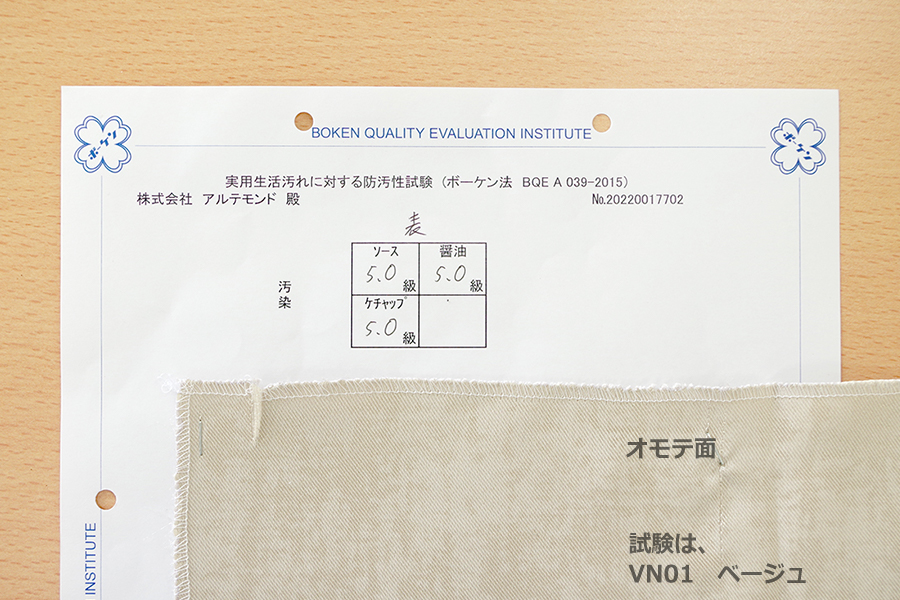 BOKEN QUALITY EVALUATION INSTITUTE
ボーケン
ボーケン
実用生活汚れに対する防汚性試験（ボーケン法 BQE A 039-2015）
株式会社 アルテモンド 殿 №20220017702
表
ソース 醤油
5.0級 5.0級
汚染
ケチャップ
5.0級
INSTITUTE
オモテ面
試験は、
VN01 ベージュ